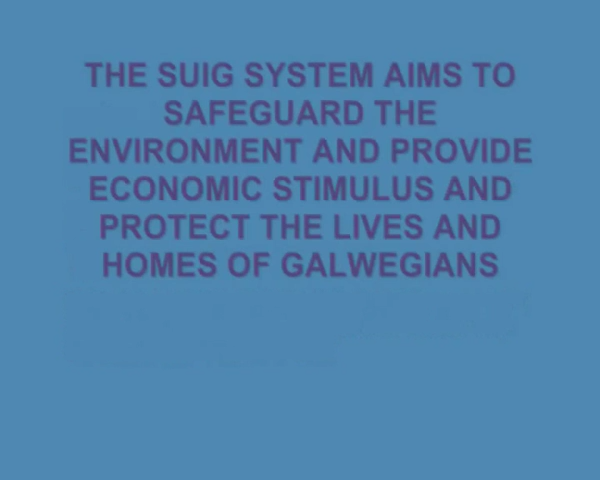 THE SUIG SYSTEM AIMS TO
SAFEGUARD THE
ENVIRONMENT AND PROVIDE
ECONOMIC STIMULUS AND
PROTECT THE LIVES AND
HOMES OF GALWEGIANS